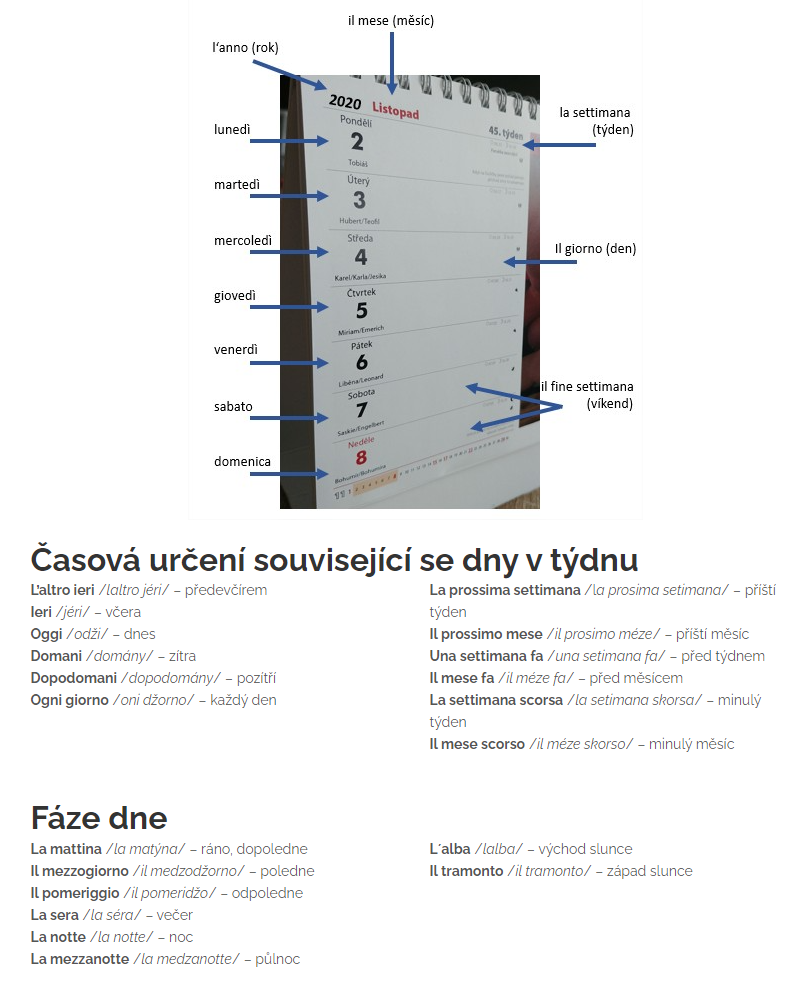 il mese (měsíc)
l'anno (rok)
la settimana
(týden)
lunedì
martedì
mercoledì
giovedì
venerdì
sabato
domenica
Il giorno (den)
il fine settimana
(víkend)
2020 Listopad
45. týden
Pondělí
2
Tobiáš
Úterý
3
Hubert/Teofil
Středa
4
Karel/Karla/Jesika
Čtvrtek
5
Miriam/Emerich
Pátek
6
Liběna/Leonard
Sobota
7
Saskie/Engelbert
Neděle
8
Bohumír/Bohumíra
Časová určení související se dny v týdnu
L'altro ieri /laltro jéri/ – předevčírem
Ieri /jéri/ – včera
Oggi /odži/ – dnes
Domani /domány/ – zítra
Dopodomani /dopodomány/ – pozítří
Ogni giorno /oni džorno/ – každý den
La prossima settimana /la prosima setimana/ – příští
týden
Il prossimo mese /il prosimo méze/ – příští měsíc
Una settimana fa /una setimana fa/ – před týdnem
Il mese fa /il méze fa/ – před měsícem
La settimana scorsa /la setimana skorsa/ – minulý
týden
Il mese scorso /il méze skorso/ – minulý měsíc
Fáze dne
La mattina /la matýna/ – ráno, dopoledne
Il mezzogiorno /il medzodžorno/ – poledne
Il pomeriggio /il pomeridžo/ – odpoledne
La sera /la séra/ – večer
La notte /la notte/ – noc
La mezzanotte /la medzanotte/ – půlnoc
L´alba /lalba/ – východ slunce
Il tramonto /il tramonto/ – západ slunce